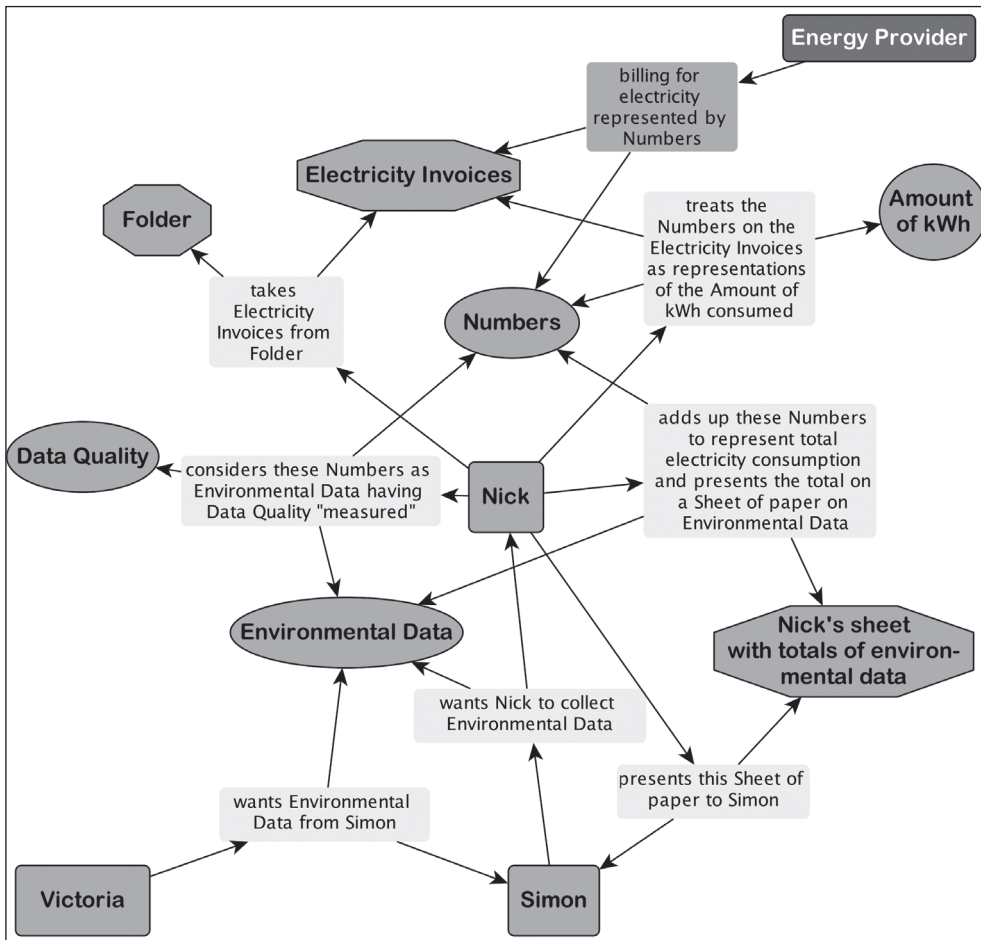 Energy Provider
billing for
electricity
represented by
Numbers
Electricity Invoices
Folder
treats the
Numbers on the
Electricity Invoices
as representations
of the Amount of
kWh consumed
Amount
of kWh
takes
Electricity
Invoices from
Folder
Numbers
adds up these Numbers
to represent total
electricity consumption
and presents the total on
a Sheet of paper on
Environmental Data
Data Quality
considers these Numbers as
Environmental Data having
Data Quality "measured"
Nick
Environmental Data
Nick's sheet
with totals of environ-
mental data
wants Nick to collect
Environmental Data
presents this Sheet of
paper to Simon
wants Environmental
Data from Simon
Victoria
Simon